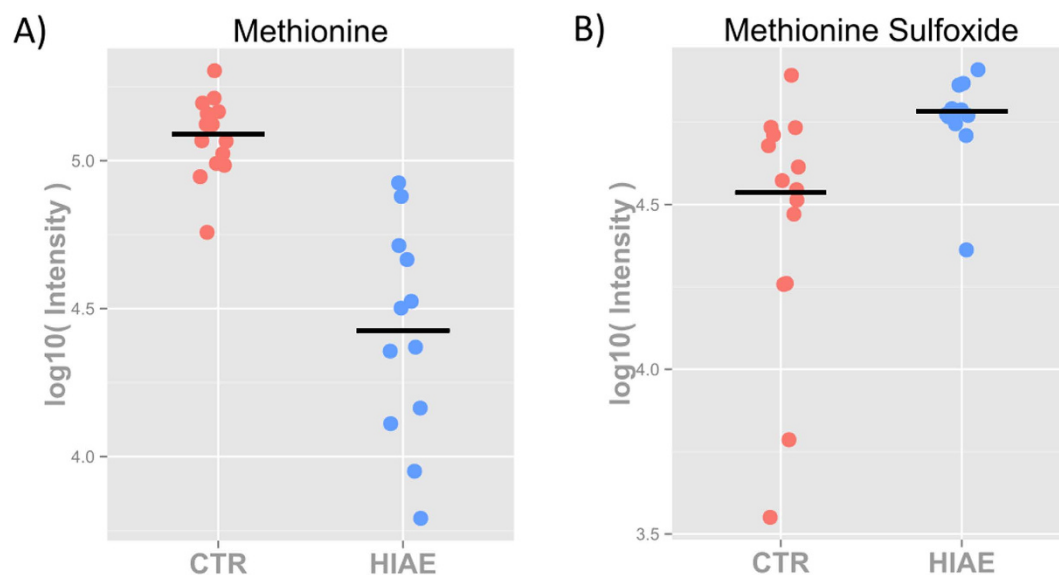 A)
Methionine
log10( Intensity )
5.0
4.5
4.0
CTR
HIAE
B)
Methionine Sulfoxide
log10( Intensity )
4.5
4.0
3.5
CTR
HIAE